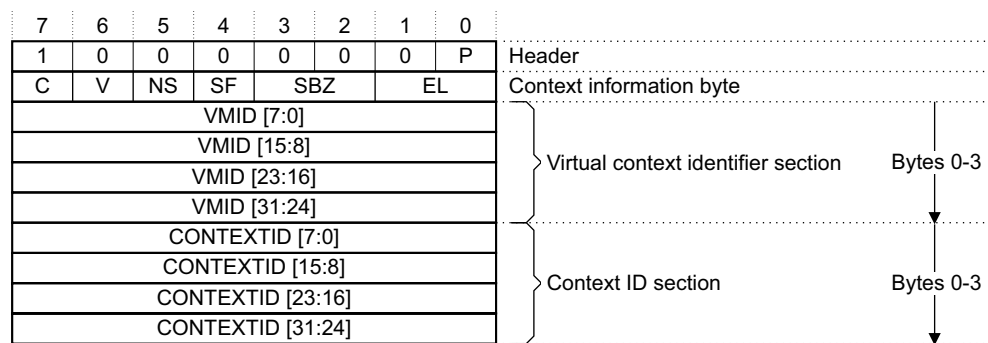 7 6 5 4 3 2 1 0
1 0 0 0 0 0 0 P Header
C V NS SF SBZ EL Context information byte
VMID [7:0]
VMID [15:8]
Virtual context identifier section Bytes 0-3
VMID [23:16]
VMID [31:24]
CONTEXTID [7:0]
CONTEXTID [15:8]
Context ID section Bytes 0-3
CONTEXTID [23:16]
CONTEXTID [31:24]